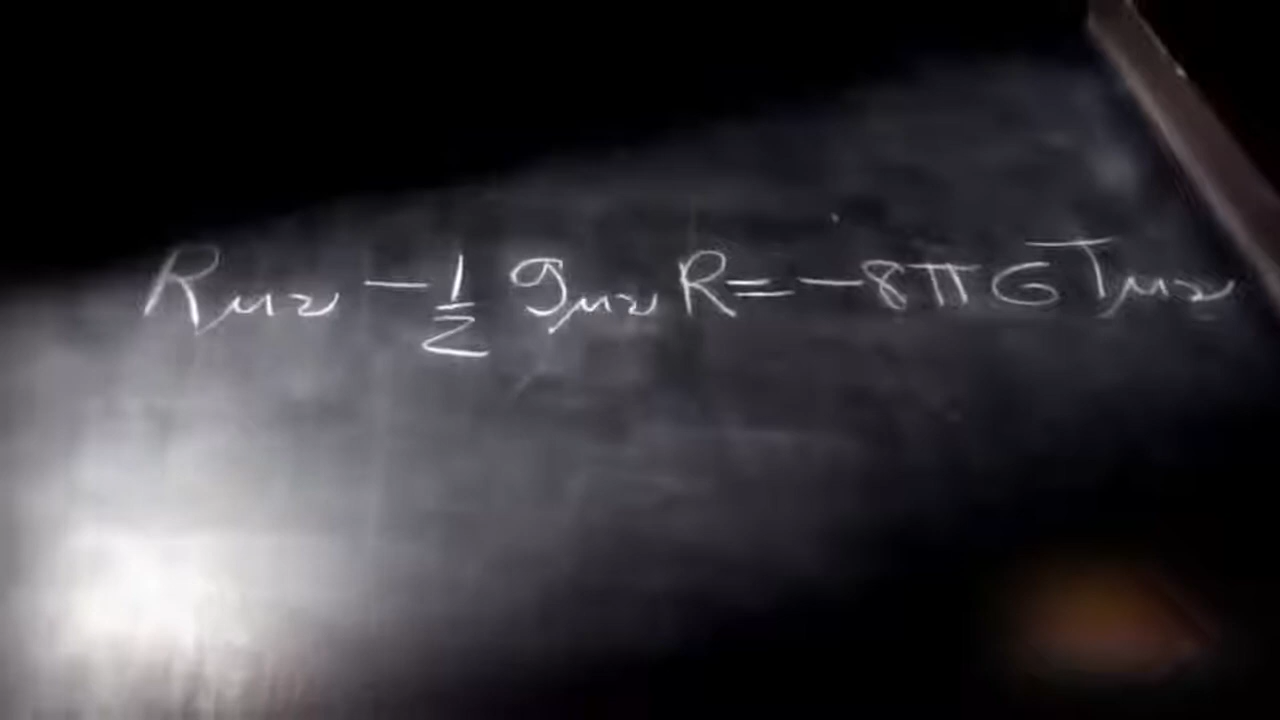 Rμν - 1/2 gμν R = -8πG Tμν